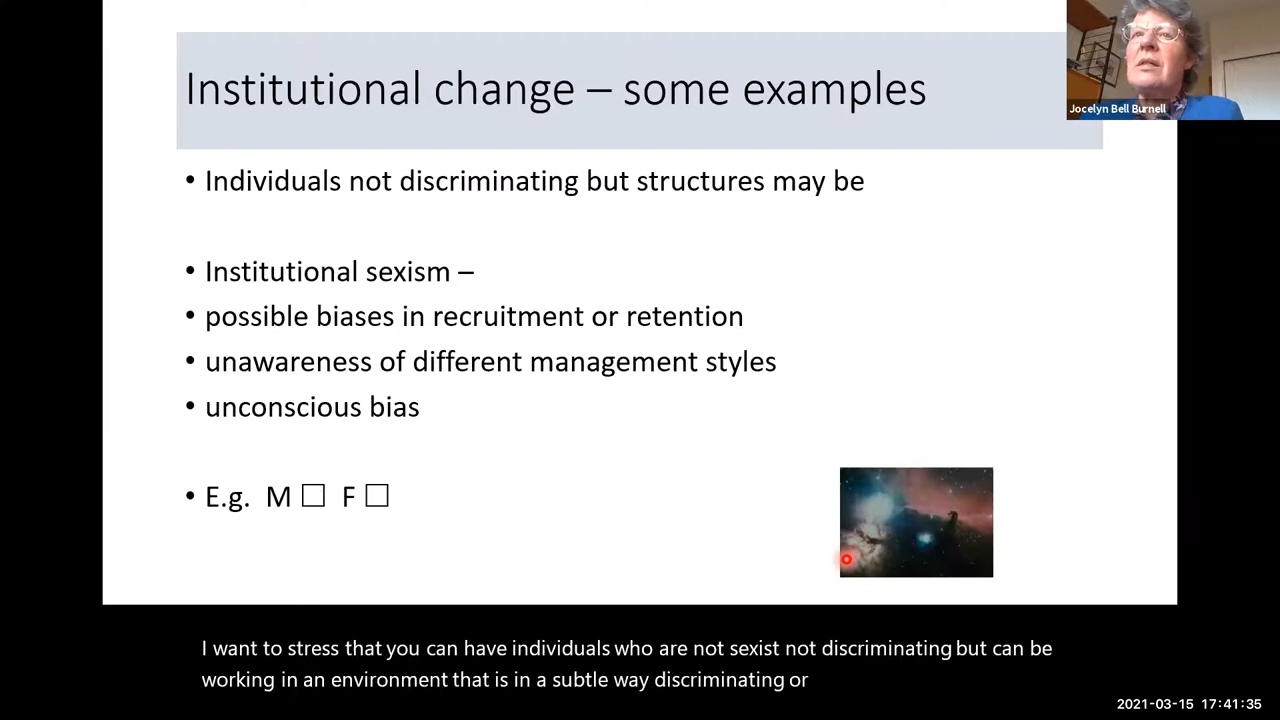 Institutional change – some examples
Jocelyn Bell Burnell
• Individuals not discriminating but structures may be
• Institutional sexism –
• possible biases in recruitment or retention
• unawareness of different management styles
• unconscious bias
• E.g. M ☐ F ☐
I want to stress that you can have individuals who are not sexist not discriminating but can be
working in an environment that is in a subtle way discriminating or
2021-03-15 17:41:35